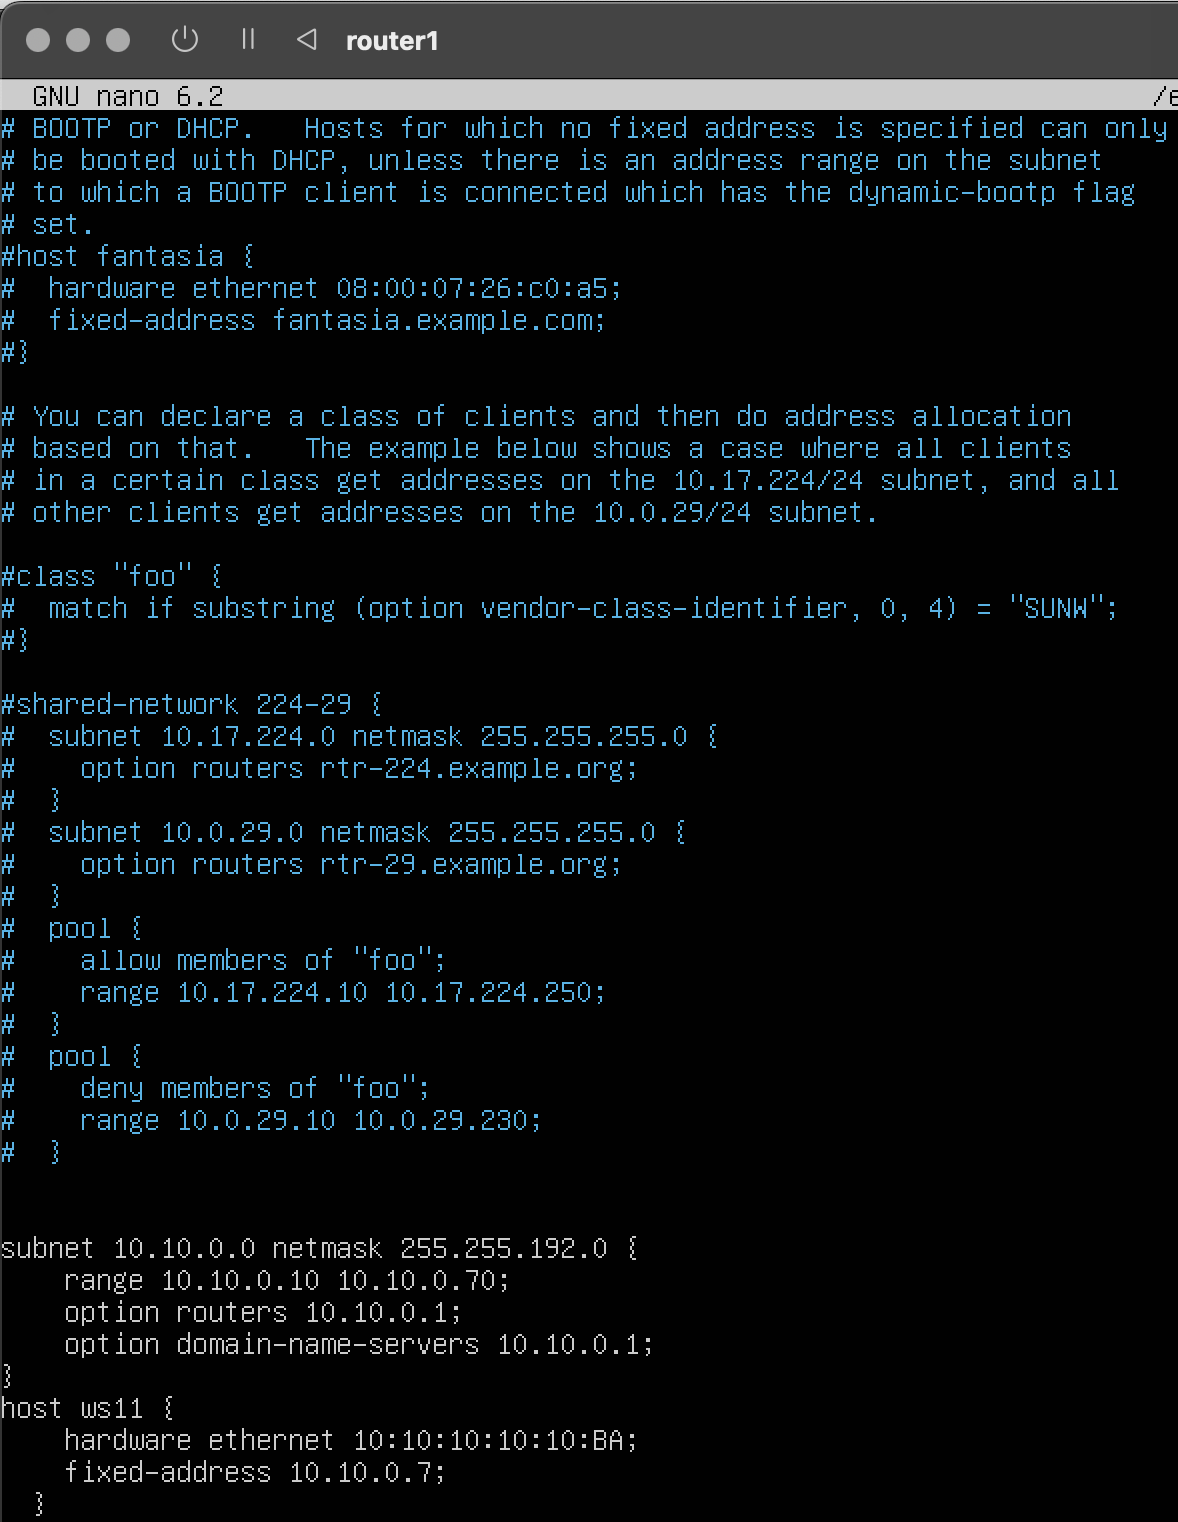 router1
GNU nano 6.2 /e
# BOOTP or DHCP.   Hosts for which no fixed address is specified can only
# be booted with DHCP, unless there is an address range on the subnet
# to which a BOOTP client is connected which has the dynamic-bootp flag
# set.
#host fantasia {
#  hardware ethernet 08:00:07:26:c0:a5;
#  fixed-address fantasia.example.com;
#}

# You can declare a class of clients and then do address allocation
# based on that.   The example below shows a case where all clients
# in a certain class get addresses on the 10.17.224/24 subnet, and all
# other clients get addresses on the 10.0.29/24 subnet.

#class "foo" {
#  match if substring (option vendor-class-identifier, 0, 4) = "SUNW";
#}

#shared-network 224-29 {
#  subnet 10.17.224.0 netmask 255.255.255.0 {
#    option routers rtr-224.example.org;
#  }
#  subnet 10.0.29.0 netmask 255.255.255.0 {
#    option routers rtr-29.example.org;
#  }
#  pool {
#    allow members of "foo";
#    range 10.17.224.10 10.17.224.250;
#  }
#  pool {
#    deny members of "foo";
#    range 10.0.29.10 10.0.29.230;
#  }

subnet 10.10.0.0 netmask 255.255.192.0 {
    range 10.10.0.10 10.10.0.70;
    option routers 10.10.0.1;
    option domain-name-servers 10.10.0.1;
}
host ws11 {
    hardware ethernet 10:10:10:10:10:BA;
    fixed-address 10.10.0.7;
  }